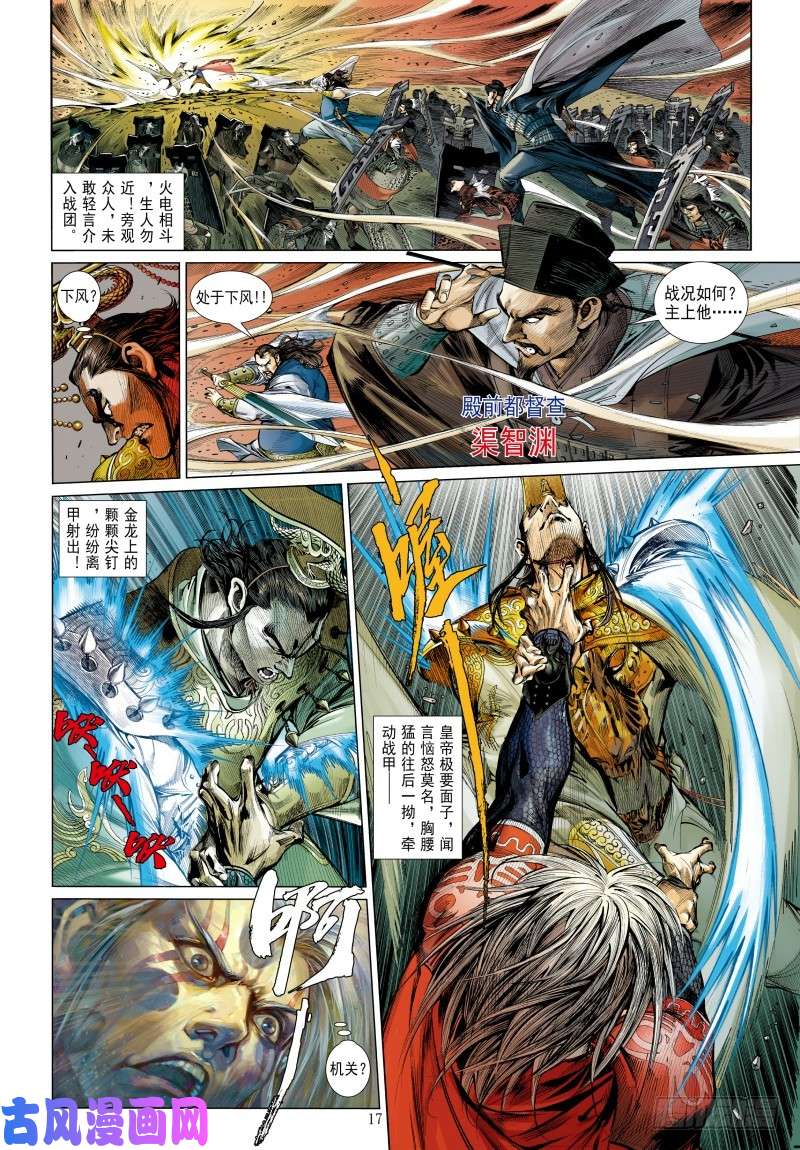 火电相斗
，生人勿
近！旁观
众人，未
敢轻言介
入战团。
下风？
处于下风！！
战况如何？
主上他……
殿前都督查
渠智渊
金龙上的
颗颗尖钉
，纷纷离
甲射出！
喔
皇帝极要面子，闻
言恼怒莫名，胸腰
猛的往后一拗，牵
动战甲——
啊
机关？
古风漫画网
17